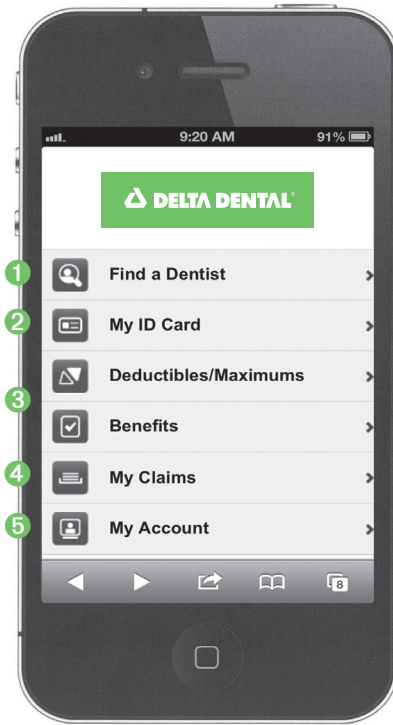 9:20 AM 91%
DELTA DENTAL®
1 Find a Dentist
2 My ID Card
Deductibles/Maximums
3
Benefits
4 My Claims
5 My Account
8